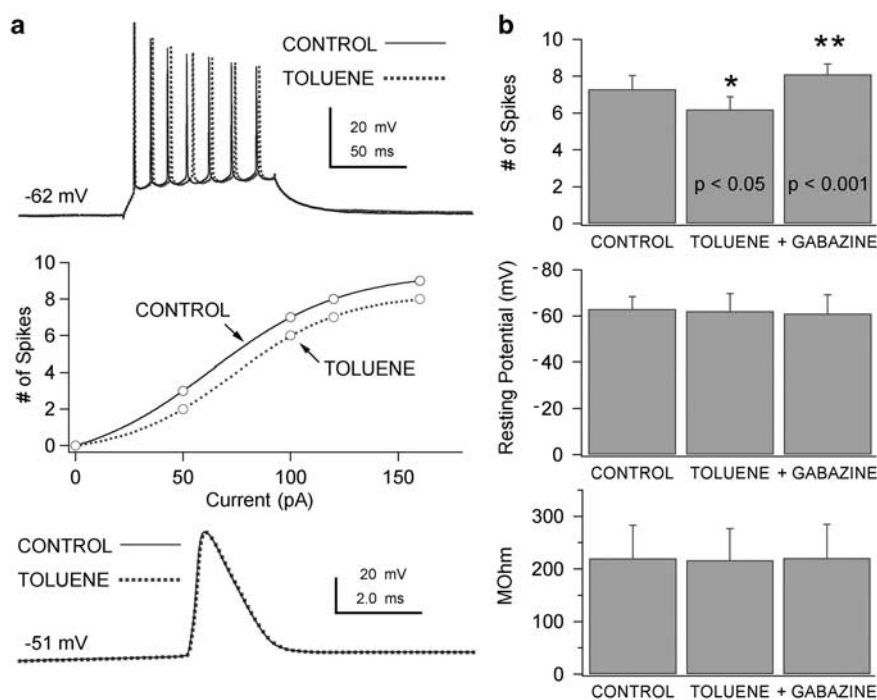 a
CONTROL
TOLUENE
20 mV
50 ms
-62 mV
# of Spikes
10
8
6
4
2
0
CONTROL
TOLUENE
0
50
100
150
Current (pA)
CONTROL
TOLUENE
20 mV
2.0 ms
-51 mV
b
# of Spikes
10
8
6
4
2
0
*
**
p < 0.05
p < 0.001
CONTROL TOLUENE + GABAZINE
Resting Potential (mV)
- 80
-60
-40
-20
0
CONTROL TOLUENE + GABAZINE
MOhm
300
200
100
0
CONTROL TOLUENE + GABAZINE